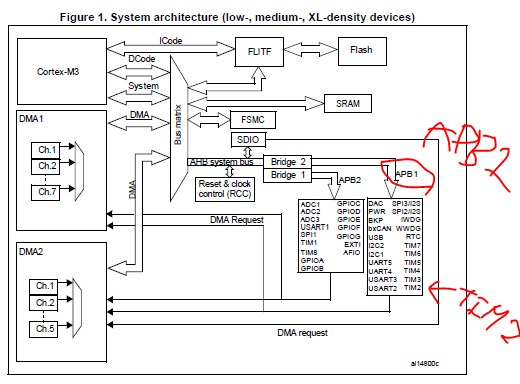 Figure 1. System architecture (low-, medium-, XL-density devices)
ICode
FLITF
Flash
Cortex-M3
DCode
System
Bus matrix
SRAM
DMA1
DMA
FSMC
SDIO
Ch.1
Ch.2
Ch.7
AHB system bus
Bridge 2
Bridge 1
APB2
APB1
APB2
Reset & clock
control (RCC)
DMA
DMA Request
ADC1 GPIOC
ADC2 GPIOD
ADC3 GPIOE
USART1 GPIOF
SPI1 GPIOG
TIM1 EXTI
TIM8 AFIO
GPIOA
GPIOB
DAC SPI3/I2S
PWR SPI2/I2S
BKP IWDG
bxCAN WWDG
USB RTC
I2C2 TIM7
I2C1 TIM6
UART5 TIM5
UART4 TIM4
USART3 TIM3
USART2 TIM2
TIM2
DMA2
Ch.1
Ch.2
Ch.5
DMA request
ai14800c